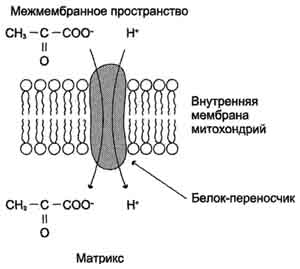 Межмембранное пространство
CH₃–C–COO⁻ H⁺
O
Внутренняя
мембрана
митохондрий
Белок-переносчик
CH₃–C–COO⁻ H⁺
O
Матрикс